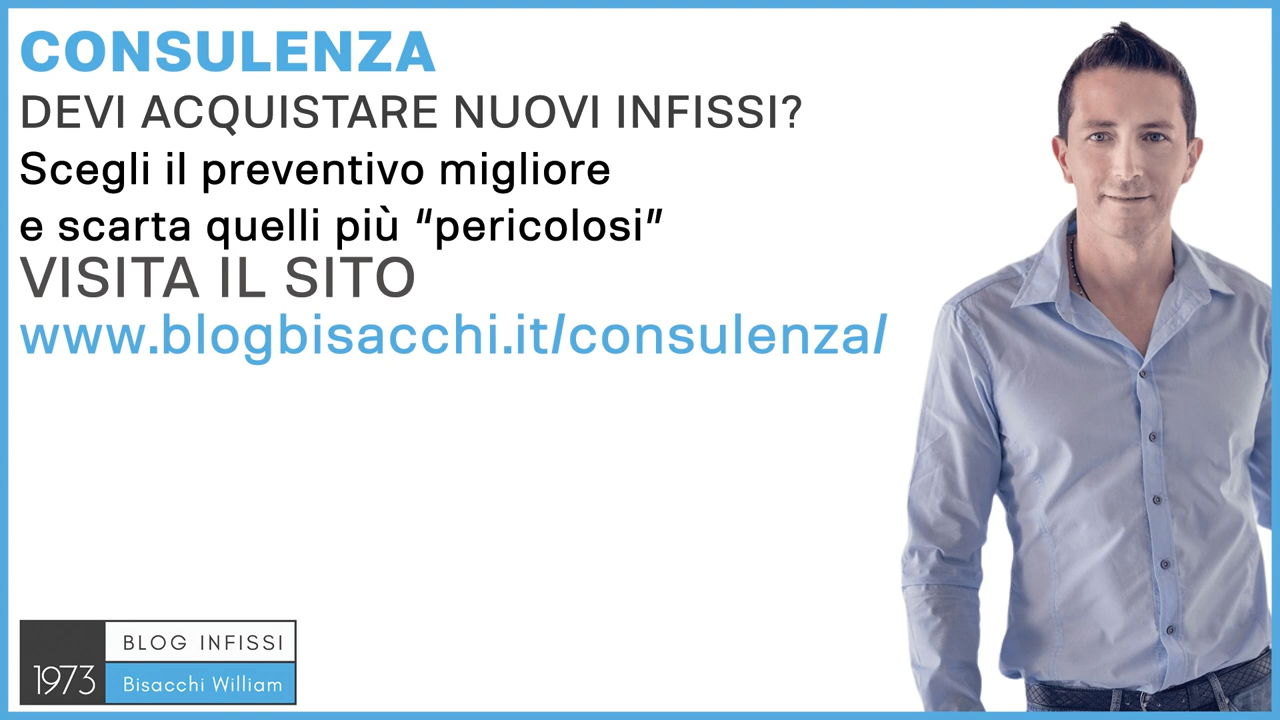 CONSULENZA
DEVI ACQUISTARE NUOVI INFISSI?
Scegli il preventivo migliore
e scarta quelli più “pericolosi”
VISITA IL SITO
www.blogbisacchi.it/consulenza/
BLOG INFISSI
1973
Bisacchi William